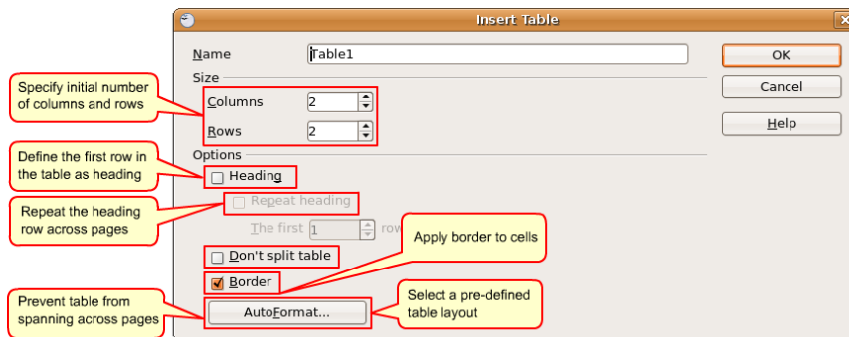 Insert Table
Name
Table1
OK
Size
Cancel
Specify initial number
of columns and rows
Columns
2
Rows
2
Help
Options
Define the first row in
the table as heading
Heading
Repeat the heading
row across pages
Repeat heading
The first 1 row
Apply border to cells
Don't split table
Border
Prevent table from
spanning across pages
AutoFormat...
Select a pre-defined
table layout